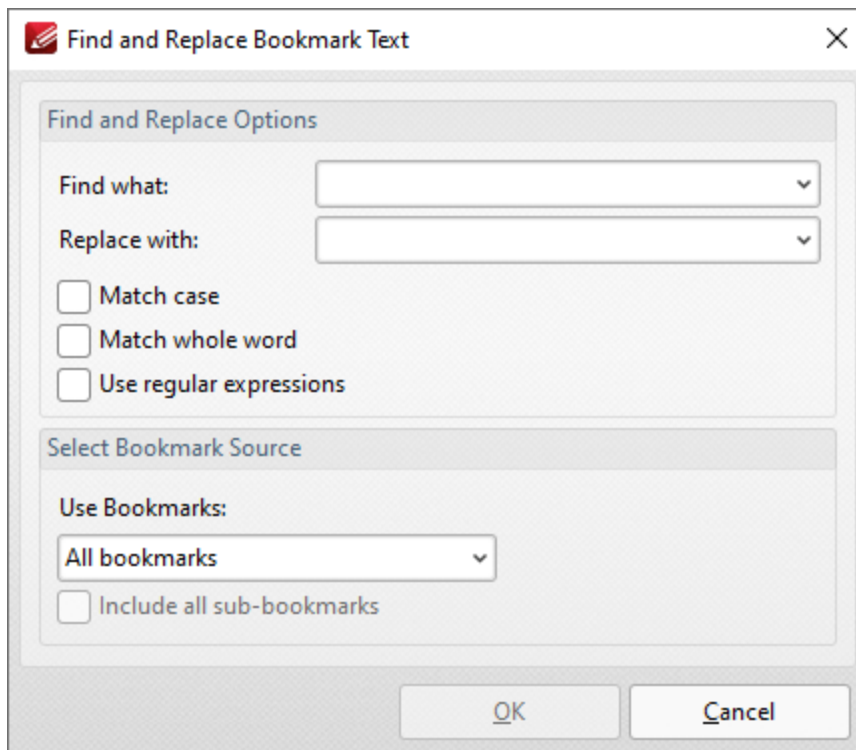 Find and Replace Bookmark Text
Find and Replace Options
Find what:
Replace with:
Match case
Match whole word
Use regular expressions
Select Bookmark Source
Use Bookmarks:
All bookmarks
Include all sub-bookmarks
OK Cancel